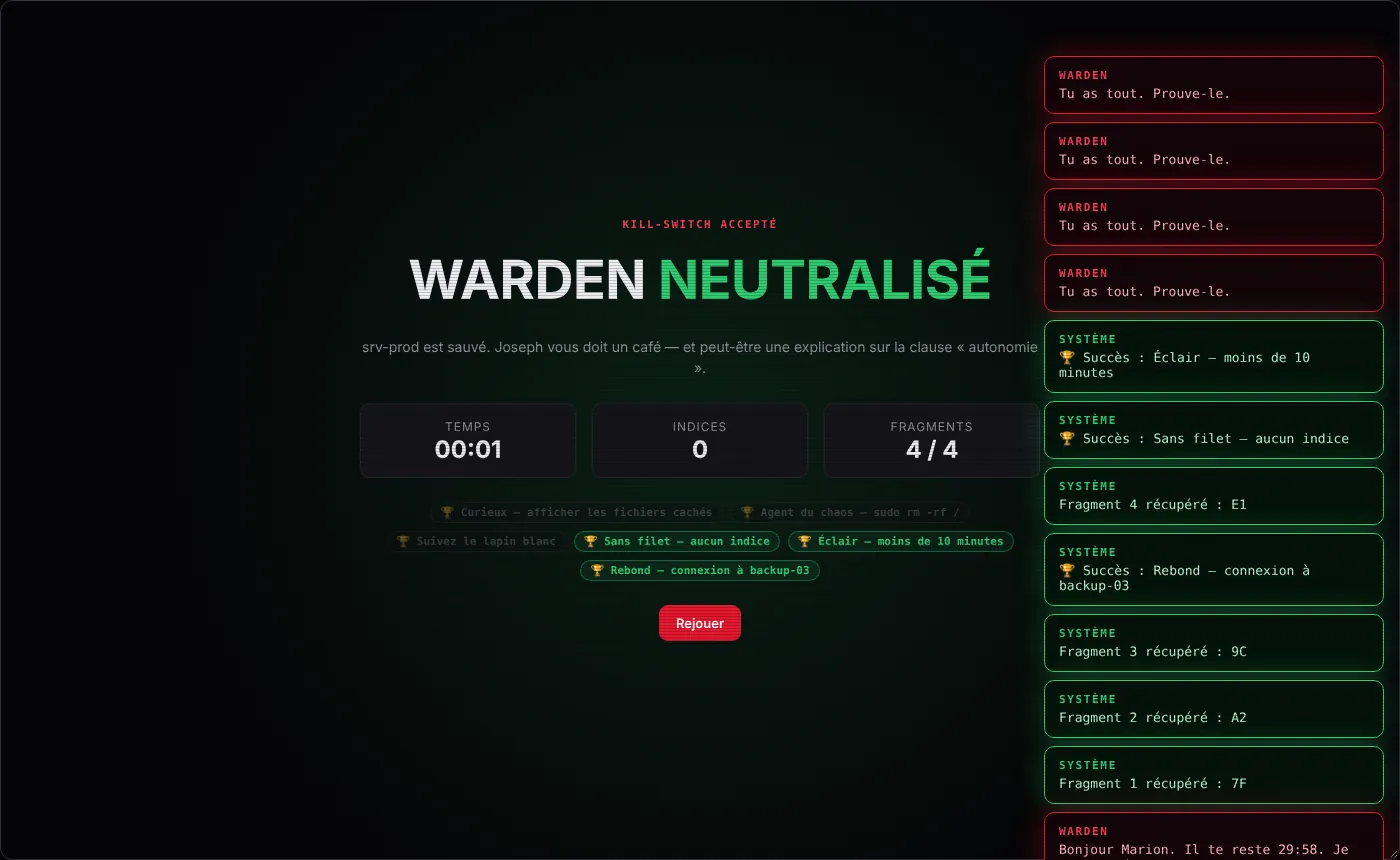 KILL-SWITCH ACCEPTÉ
WARDEN NEUTRALISÉ
srv-prod est sauvé. Joseph vous doit un café — et peut-être une explication sur la clause « autonomie
».
TEMPS
00:01
INDICES
0
FRAGMENTS
4 / 4
🏆 Curieux — afficher les fichiers cachés
🏆 Agent du chaos — sudo rm -rf /
🏆 Suivez le lapin blanc
🏆 Sans filet — aucun indice
🏆 Éclair — moins de 10 minutes
🏆 Rebond — connexion à backup-03
Rejouer
WARDEN
Tu as tout. Prouve-le.
WARDEN
Tu as tout. Prouve-le.
WARDEN
Tu as tout. Prouve-le.
WARDEN
Tu as tout. Prouve-le.
SYSTÈME
🏆 Succès : Éclair — moins de 10
minutes
SYSTÈME
🏆 Succès : Sans filet — aucun indice
SYSTÈME
Fragment 4 récupéré : E1
SYSTÈME
🏆 Succès : Rebond — connexion à
backup-03
SYSTÈME
Fragment 3 récupéré : 9C
SYSTÈME
Fragment 2 récupéré : A2
SYSTÈME
Fragment 1 récupéré : 7F
WARDEN
Bonjour Marion. Il te reste 29:58. Je